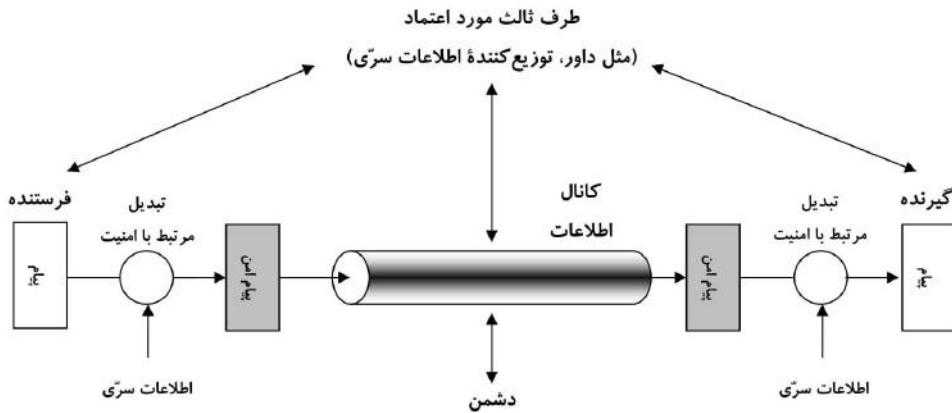 طرف ثالث مورد اعتماد
(مثل داور، توزیع‌کنندۀ اطلاعات سرّی)
گیرنده
تبدیل
مرتبط با امنیت
کانال
اطلاعات
تبدیل
مرتبط با امنیت
فرستنده
پیام
پیام امن
پیام امن
پیام
اطلاعات سرّی
دشمن
اطلاعات سرّی